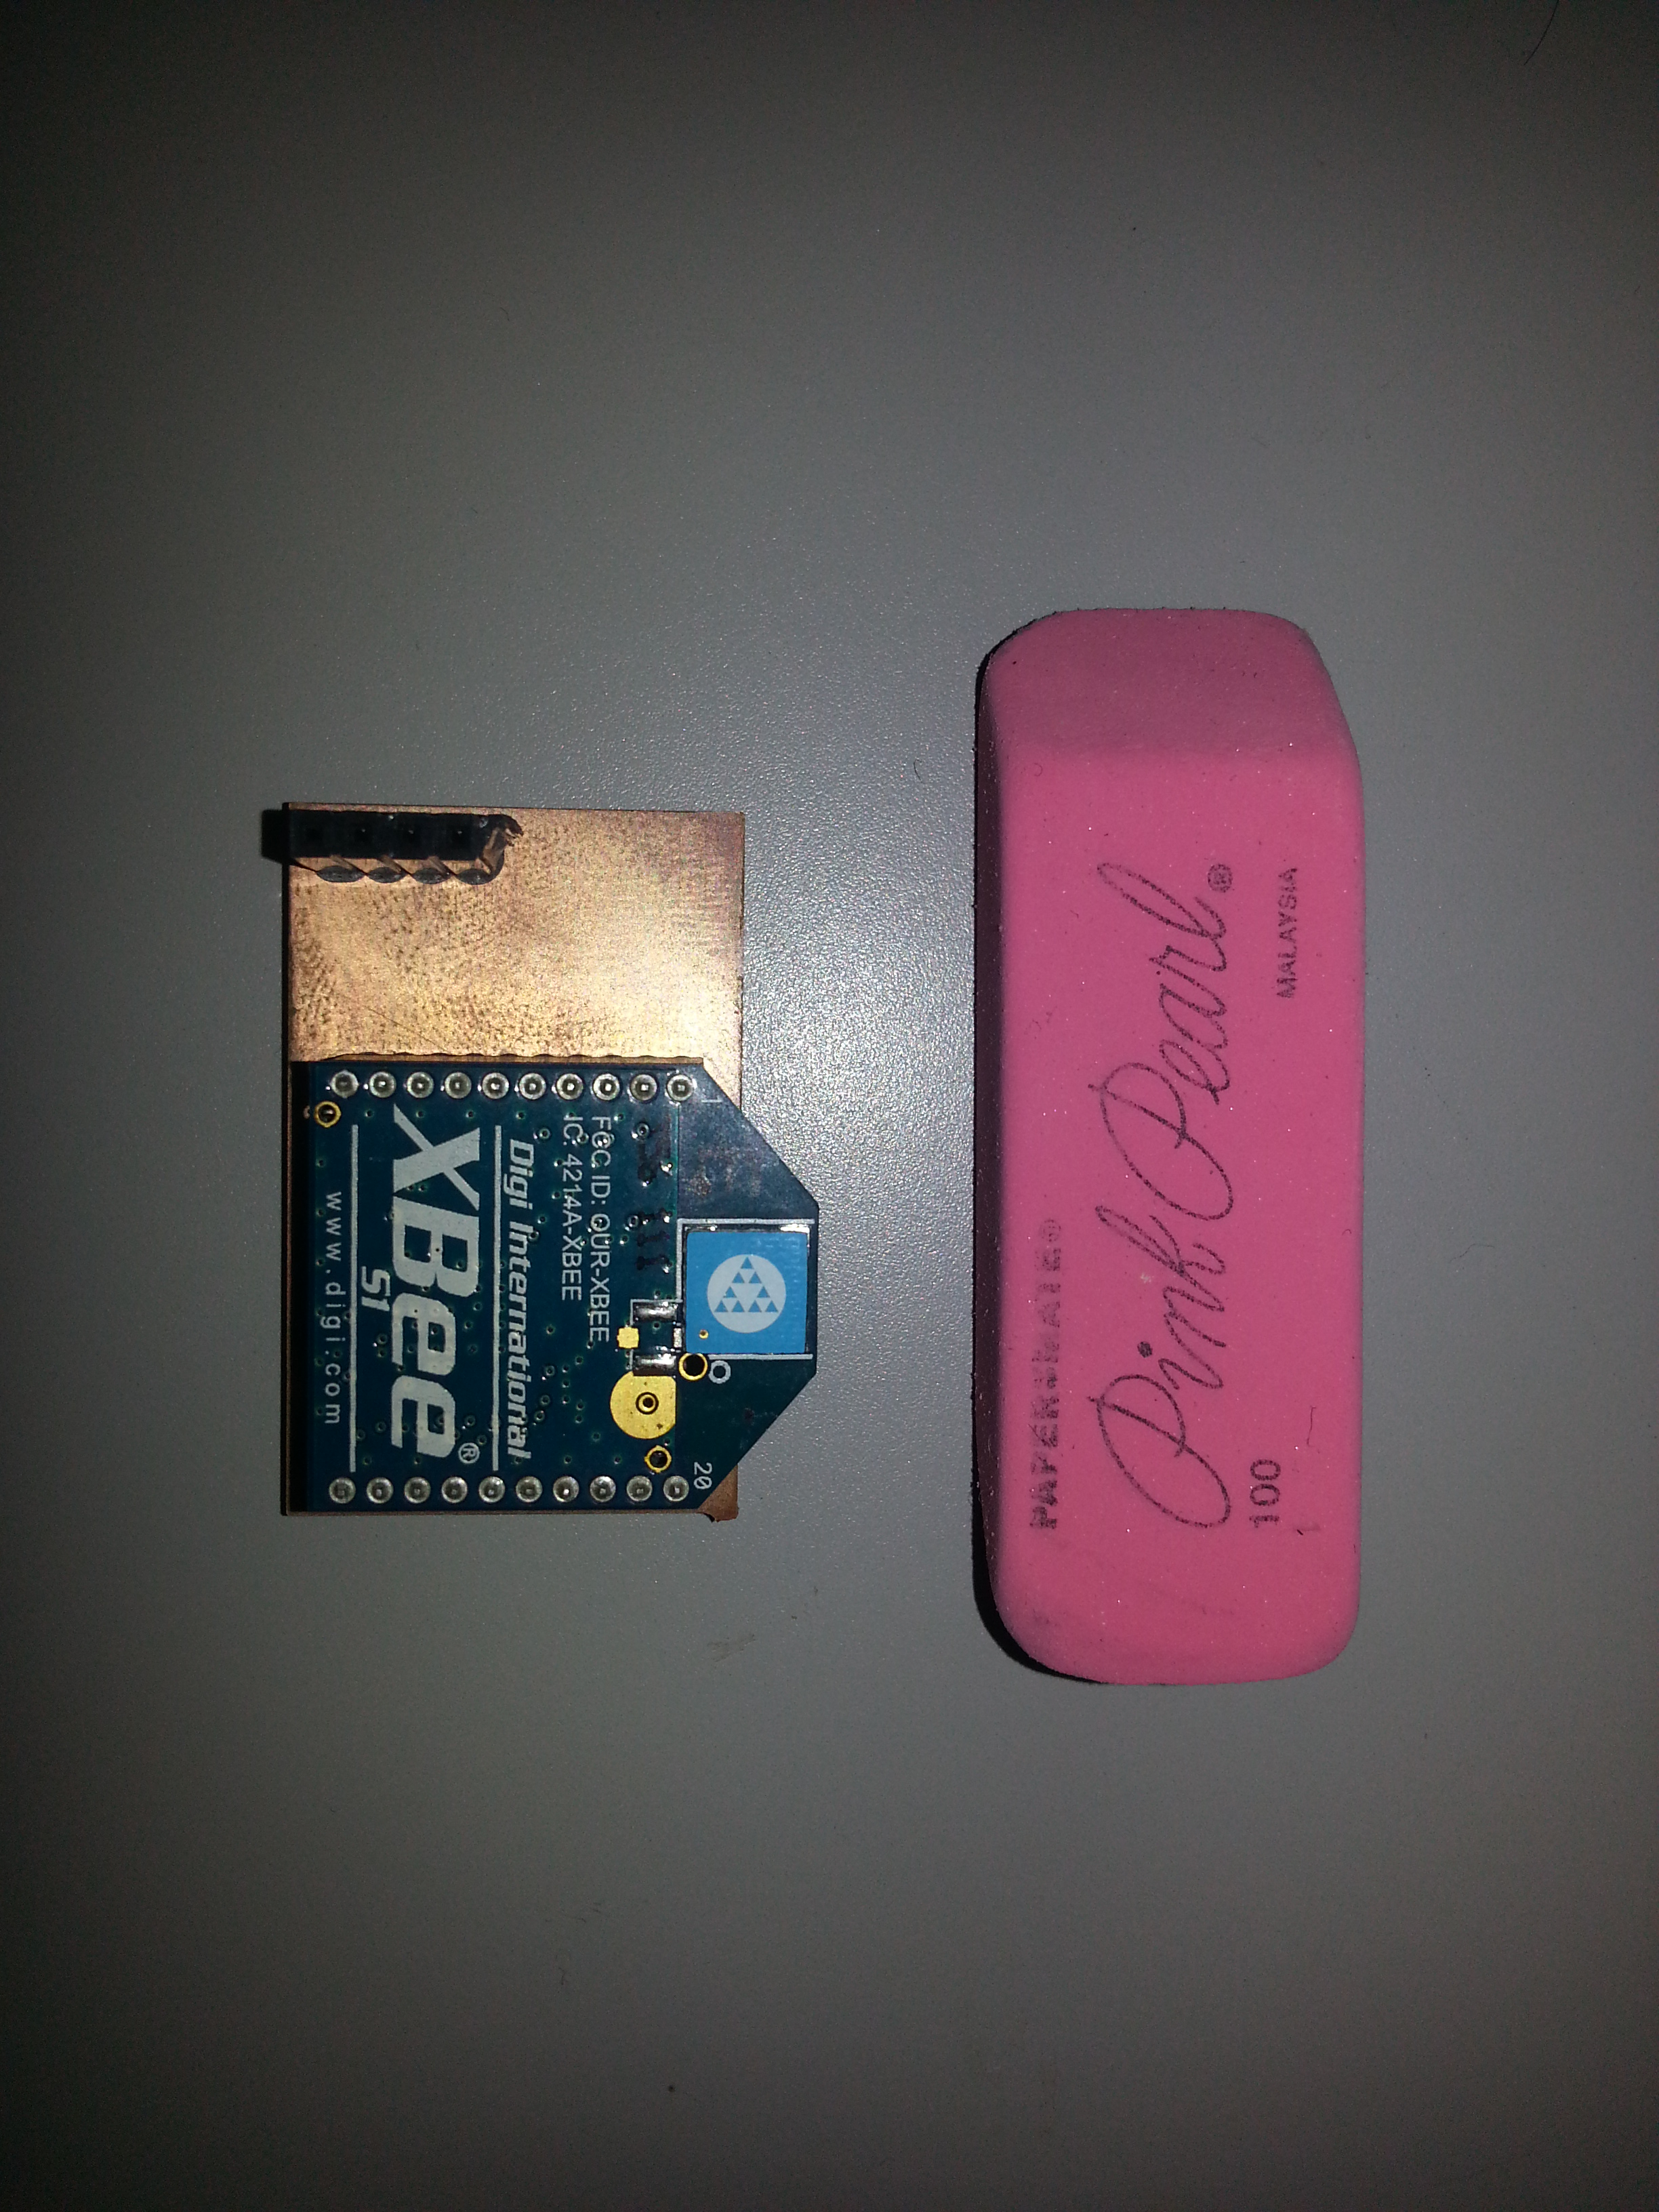 1
20
FCC ID: OUR-XBEE
IC: 4214A-XBEE
Digi International
XBee®
S1
www.digi.com
PAPERMATE®
Pink Pearl®
100
MALAYSIA